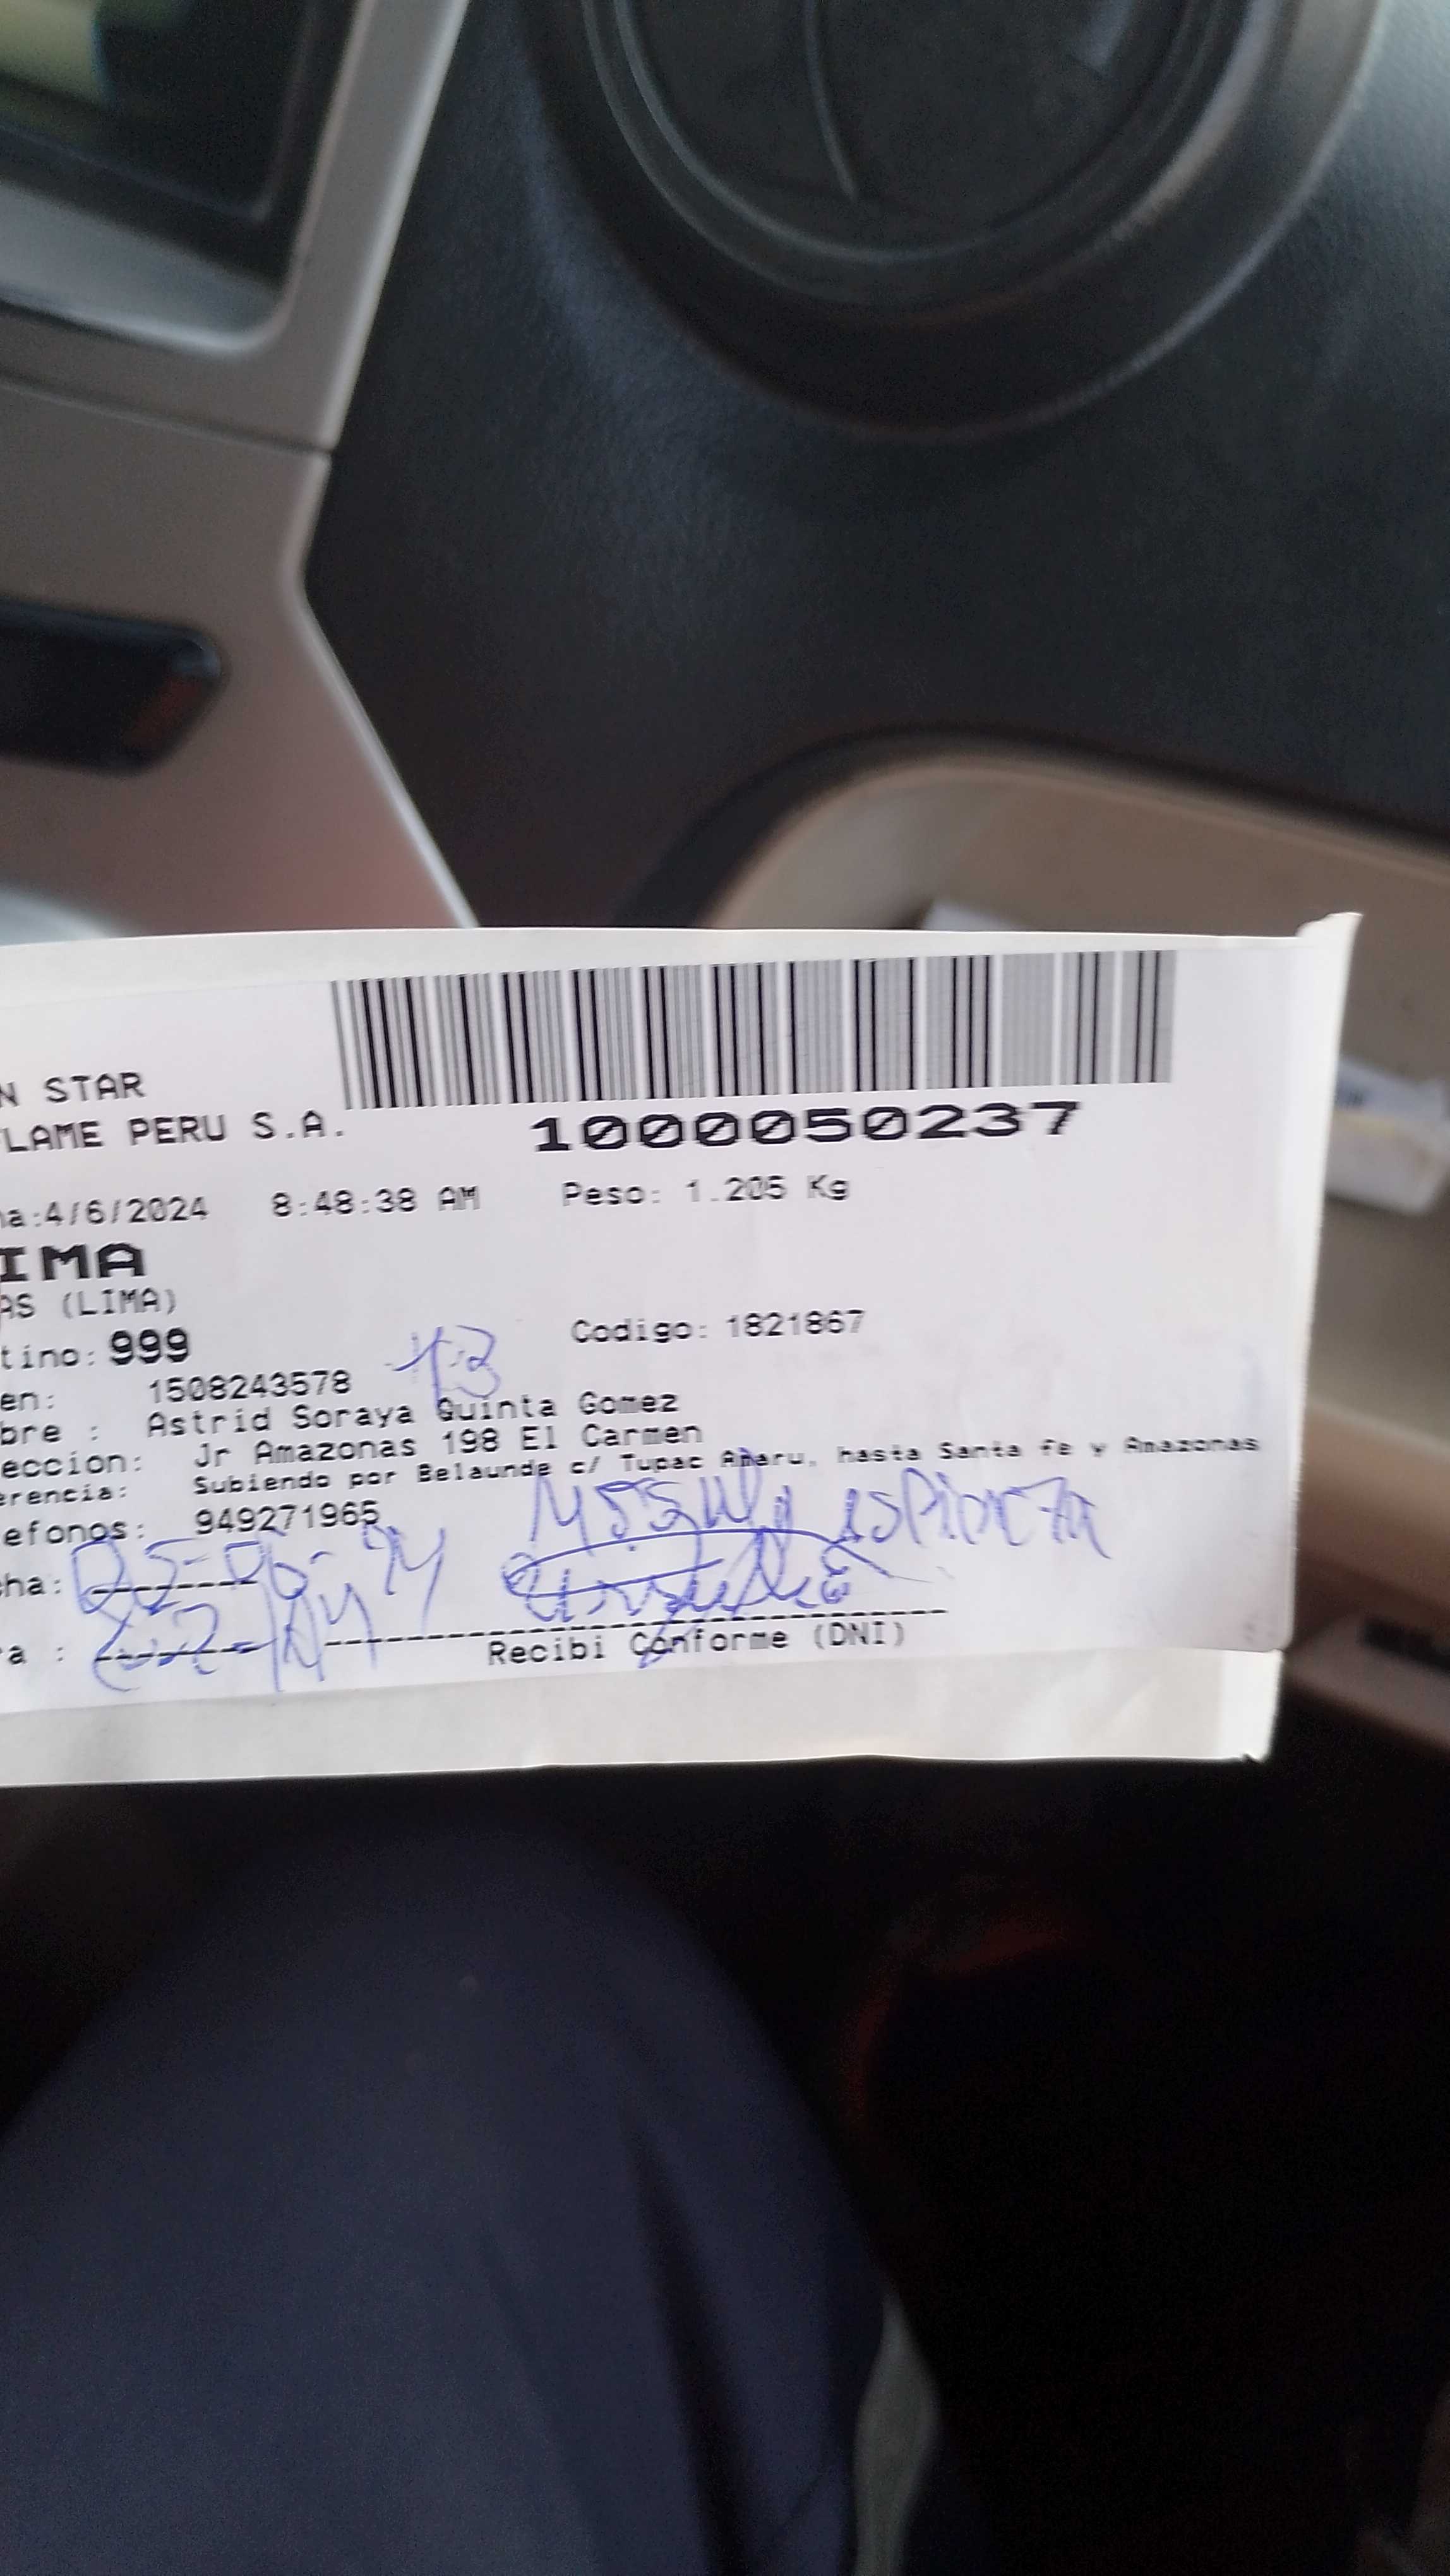 N STAR
LAME PERU S.A.
1000050237
a:4/6/2024 8:48:38 AM Peso: 1.205 Kg
IMA
AS (LIMA)
tino: 999 Codigo: 1821867
en: 1508243578
bre : Astrid Soraya Quinta Gomez
eccion: Jr Amazonas 198 El Carmen
erencia: Subiendo por Belaunde c/ Tupac Amaru, hasta Santa fe y Amazonas
efonos: 949271965
cha:
ra :
Recibi Conforme (DNI)